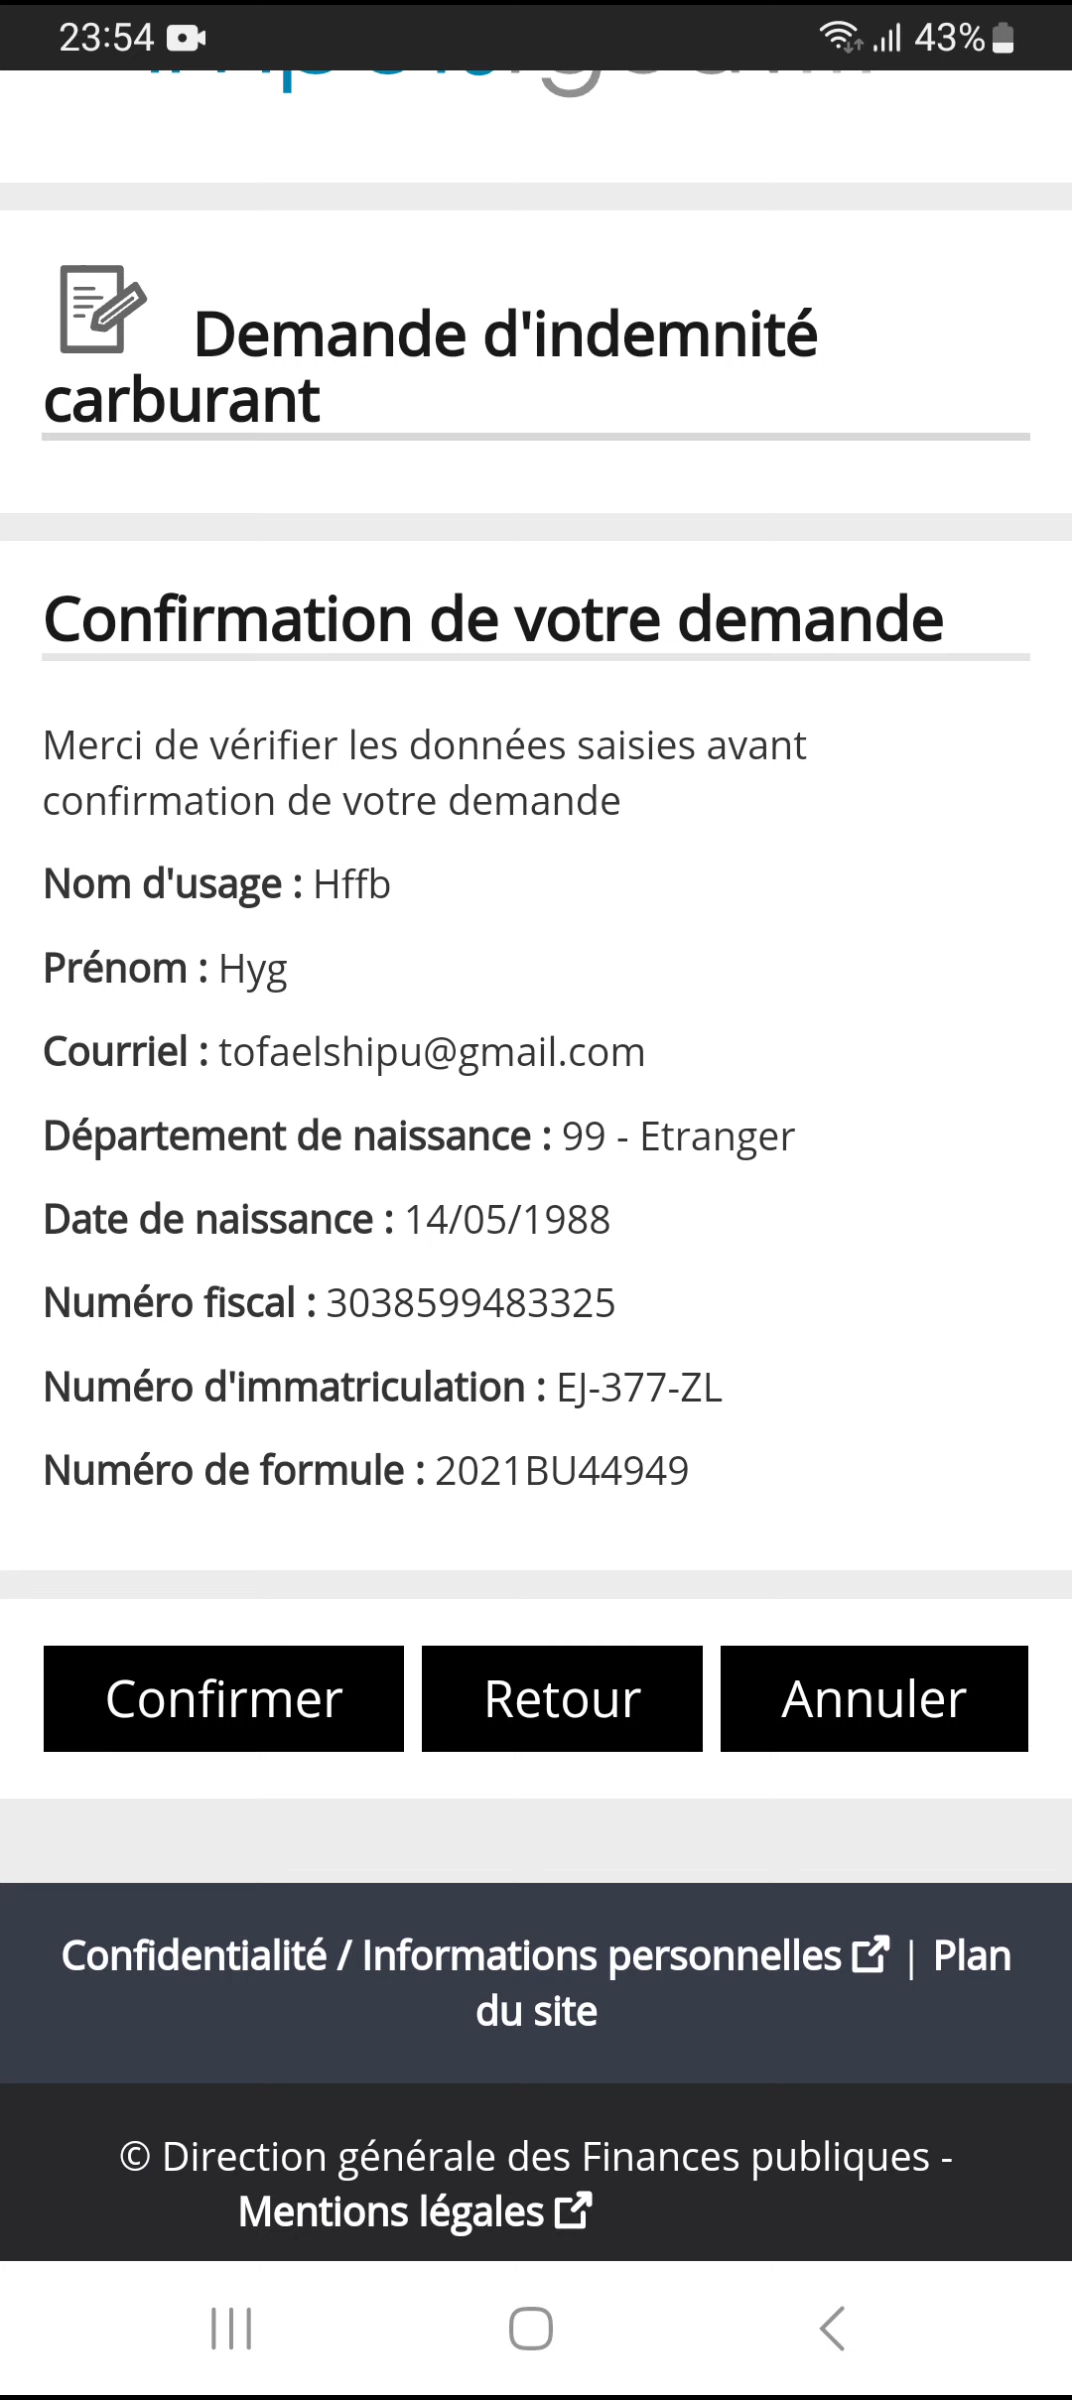 23:54
43%
Demande d'indemnité
carburant
Confirmation de votre demande
Merci de vérifier les données saisies avant
confirmation de votre demande
Nom d'usage : Hffb
Prénom : Hyg
Courriel : tofaelshipu@gmail.com
Département de naissance : 99 - Etranger
Date de naissance : 14/05/1988
Numéro fiscal : 3038599483325
Numéro d'immatriculation : EJ-377-ZL
Numéro de formule : 2021BU44949
Confirmer Retour Annuler
Confidentialité / Informations personnelles | Plan
du site
© Direction générale des Finances publiques -
Mentions légales